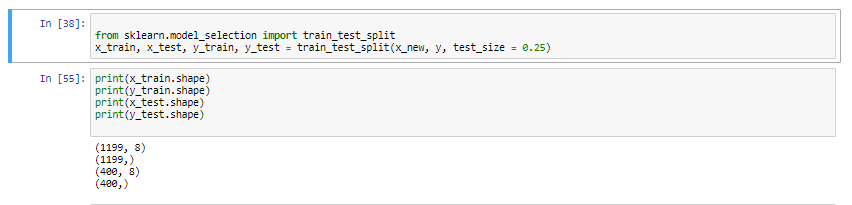 In [38]:
from sklearn.model_selection import train_test_split
x_train, x_test, y_train, y_test = train_test_split(x_new, y, test_size = 0.25)
In [55]: print(x_train.shape)
print(y_train.shape)
print(x_test.shape)
print(y_test.shape)
(1199, 8)
(1199,)
(400, 8)
(400,)